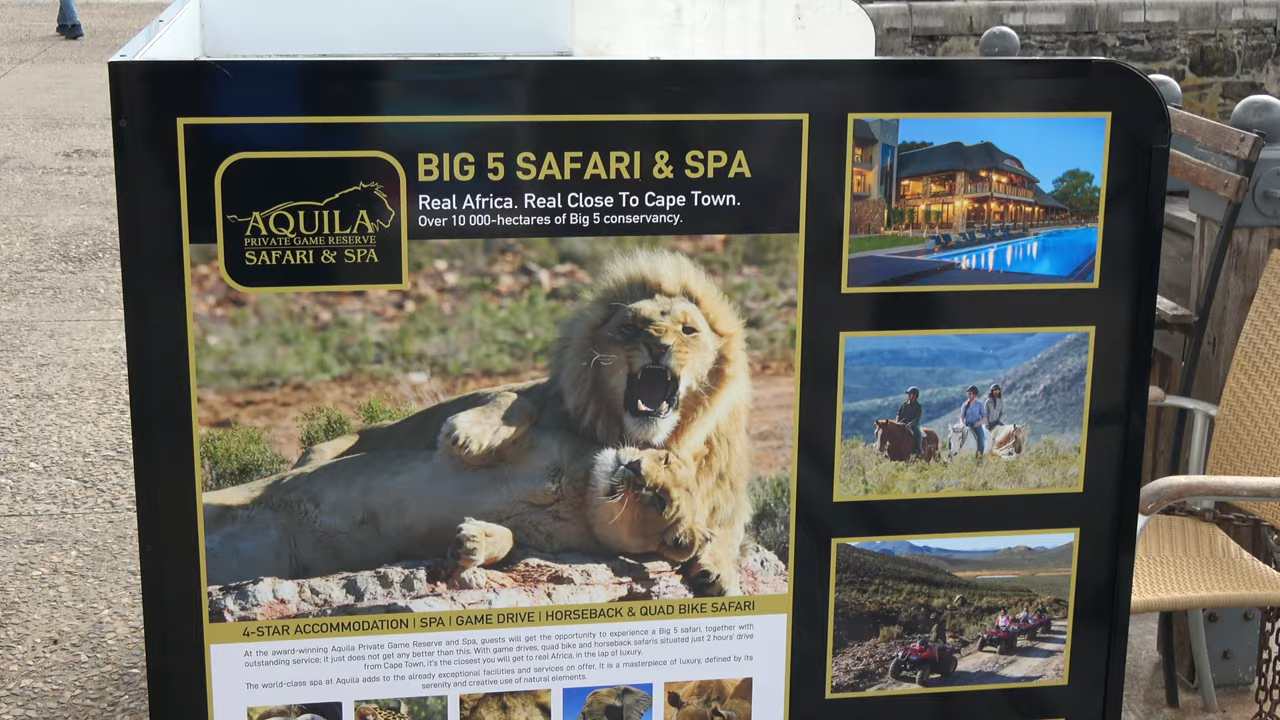 BIG 5 SAFARI & SPA
Real Africa. Real Close To Cape Town.
Over 10 000-hectares of Big 5 conservancy.
AQUILA
PRIVATE GAME RESERVE
SAFARI & SPA
4-STAR ACCOMMODATION | SPA | GAME DRIVE | HORSEBACK & QUAD BIKE SAFARI
At the award-winning Aquila Private Game Reserve and Spa, guests will get the opportunity to experience a Big 5 safari, together with
outstanding service; it just does not get any better than this. With game drives, quad bike and horseback safaris situated just 2 hours' drive
from Cape Town, it's the closest you will get to real Africa, in the lap of luxury.
The world-class spa at Aquila adds to the already exceptional facilities and services on offer. It is a masterpiece of luxury, defined by its
serenity and creative use of natural elements.